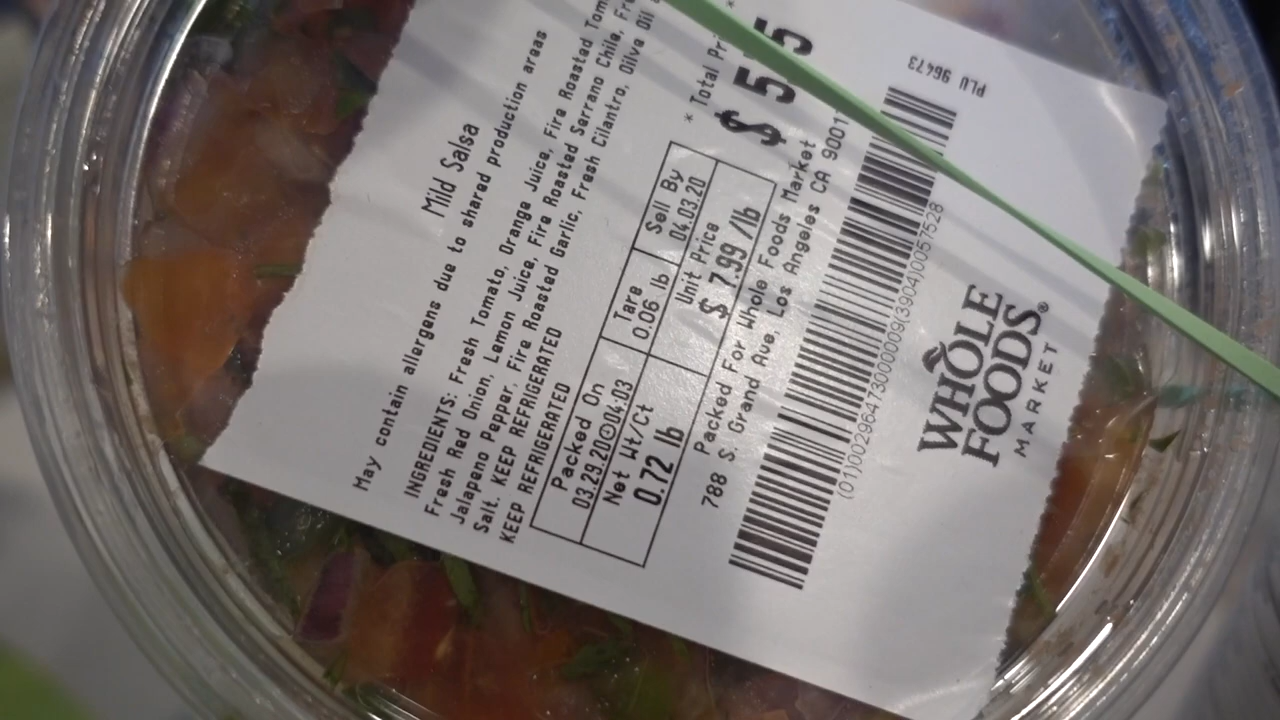 Mild Salsa
May contain allergens due to shared production areas
INGREDIENTS: Fresh Tomato, Orange Juice, Fire Roasted Tom
Fresh Red Onion, Lemon Juice, Fire Roasted Serrano Chile, Fr
Jalapeno Pepper, Fire Roasted Garlic, Fresh Cilantro, Oilve Oil
Salt. KEEP REFRIGERATED
KEEP REFRIGERATED
Packed On Tare Sell By
03.29.20@04:03 0.06 lb 04.03.20
Net Wt/Ct Unit Price
0.72 lb $ 7.99 /lb
* Total Pr
$ 5 5
Packed For Whole Foods Market
788 S. Grand Ave, Los Angeles CA 9001
PLU 96473
(01)00296473000009(3904)00057528
WHOLE
FOODS®
MARKET